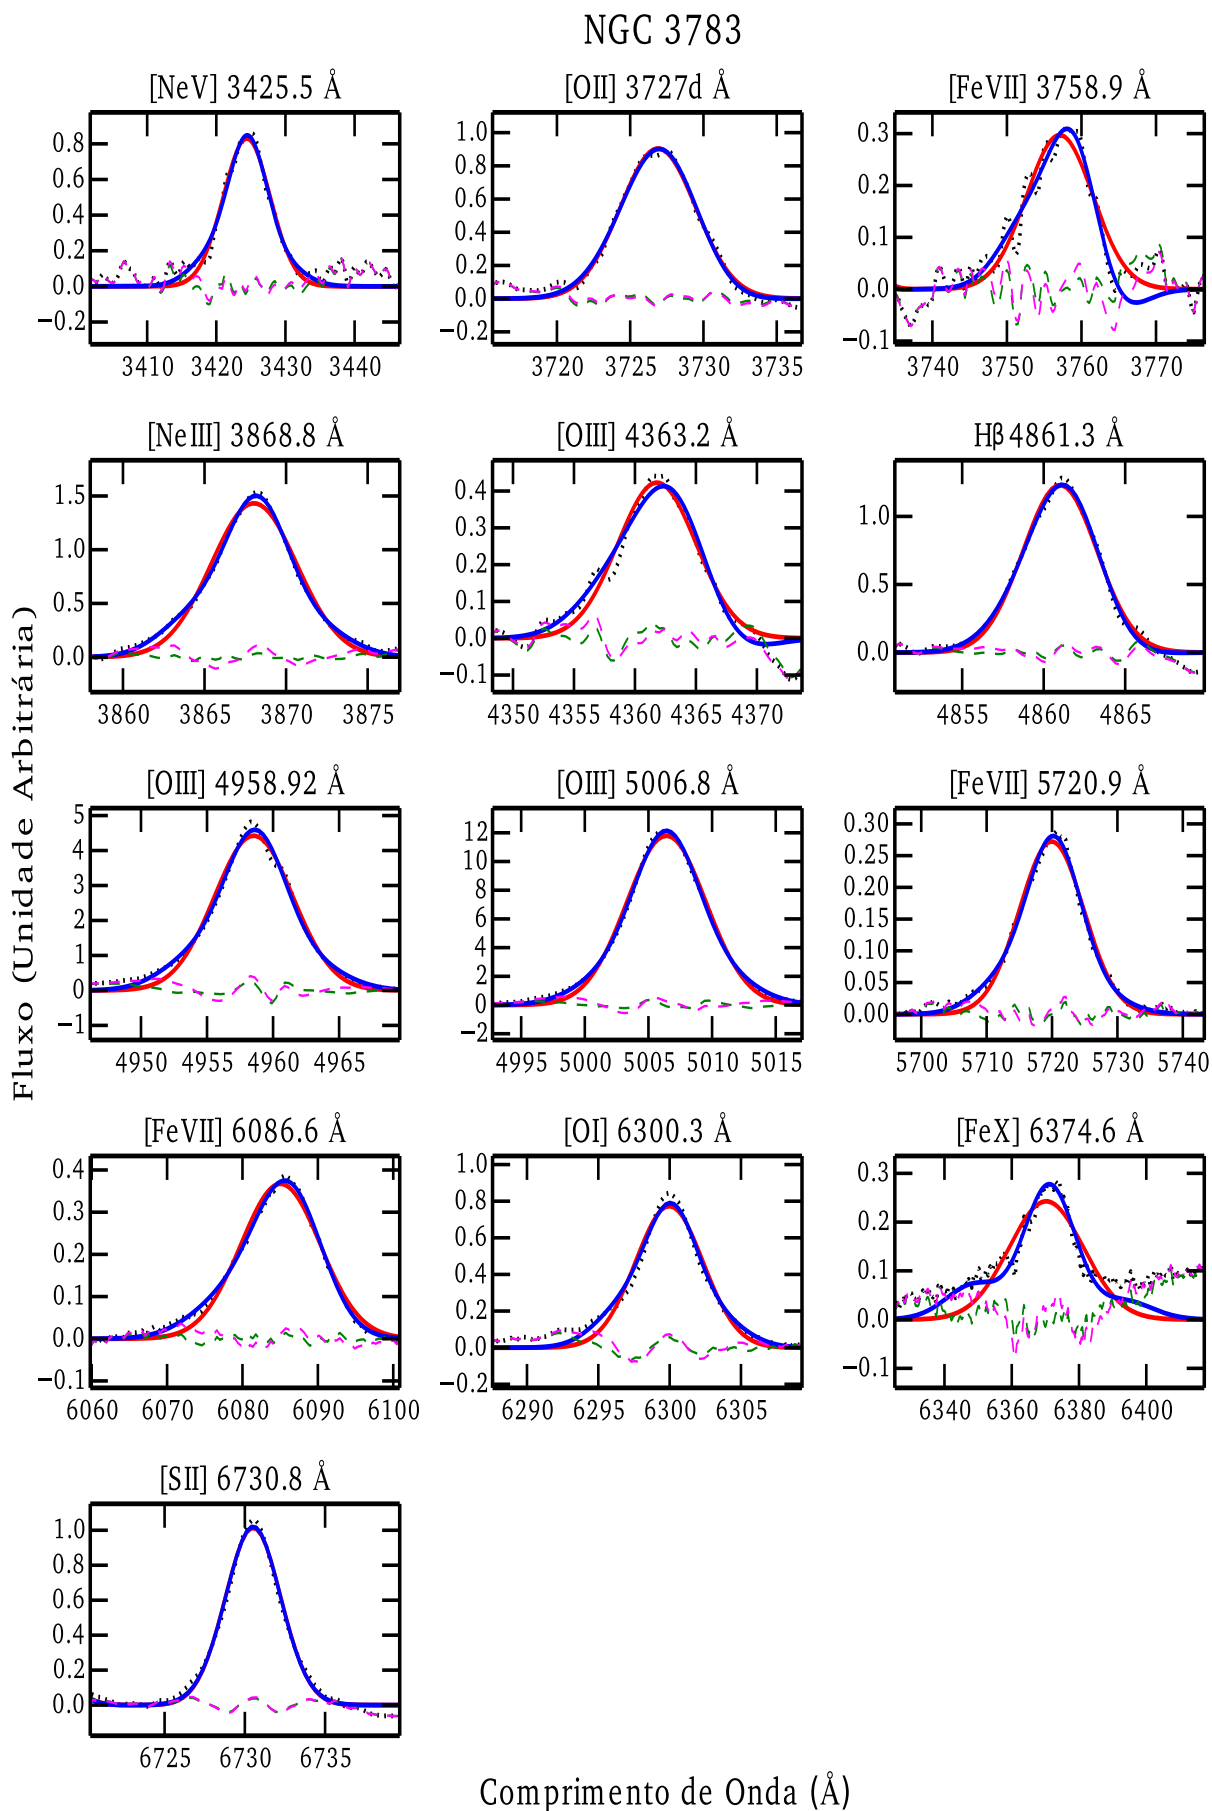 NGC 3783
[NeV] 3425.5 Å
[OII] 3727d Å
[FeVII] 3758.9 Å
0.8
0.6
0.4
0.2
0.0
−0.2
3410 3420 3430 3440
1.0
0.8
0.6
0.4
0.2
0.0
−0.2
3720 3725 3730 3735
0.3
0.2
0.1
0.0
−0.1
3740 3750 3760 3770
[NeIII] 3868.8 Å
[OIII] 4363.2 Å
Hβ4861.3 Å
1.5
1.0
0.5
0.0
3860 3865 3870 3875
0.4
0.3
0.2
0.1
0.0
−0.1
4350 4355 4360 4365 4370
1.0
0.5
0.0
4855 4860 4865
Fluxo (Unidade Arbitrária)
[OIII] 4958.92 Å
[OIII] 5006.8 Å
[FeVII] 5720.9 Å
5
4
3
2
1
0
−1
4950 4955 4960 4965
12
10
8
6
4
2
0
−2
4995 5000 5005 5010 5015
0.30
0.25
0.20
0.15
0.10
0.05
0.00
5700 5710 5720 5730 5740
[FeVII] 6086.6 Å
[OI] 6300.3 Å
[FeX] 6374.6 Å
0.4
0.3
0.2
0.1
0.0
−0.1
6060 6070 6080 6090 6100
1.0
0.8
0.6
0.4
0.2
0.0
−0.2
6290 6295 6300 6305
0.3
0.2
0.1
0.0
−0.1
6340 6360 6380 6400
[SII] 6730.8 Å
1.0
0.8
0.6
0.4
0.2
0.0
6725 6730 6735
Comprimento de Onda (Å)